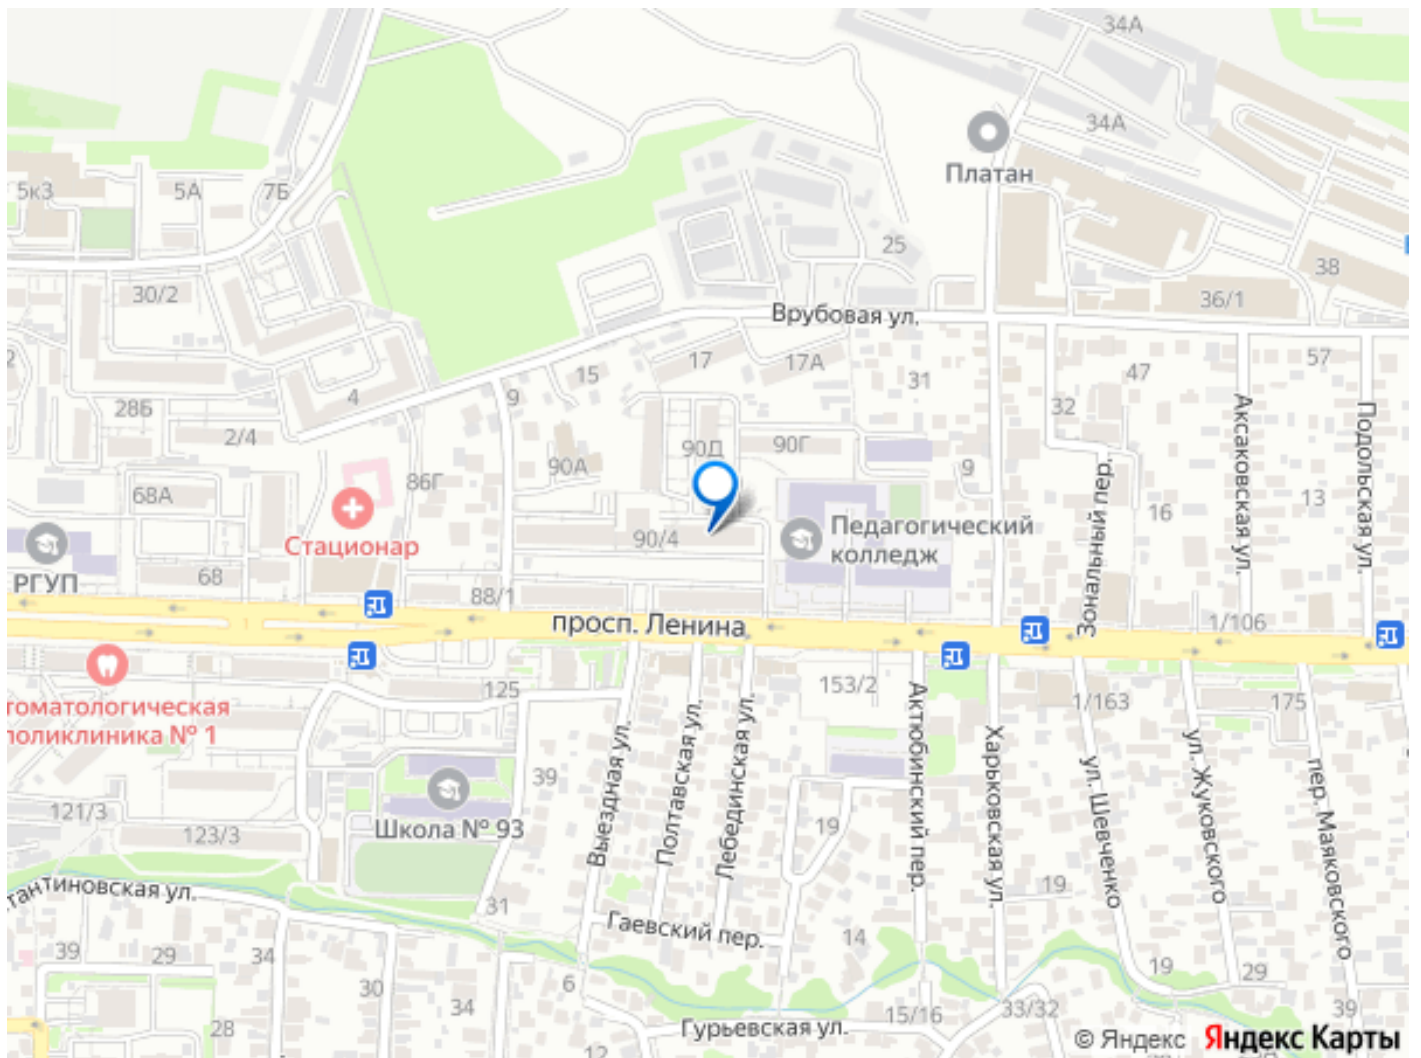 34А
34А
Платан
5к3
5А
7Б
25
38
30/2
36/1
Врубовая ул.
17
17А
57
15
31
47
28Б
4
9
32
Аксаковская ул.
Подольская ул.
2/4
90Д
90Г
90А
86Г
9
Зональный пер.
68А
13
16
Стационар
90/4
Педагогический
колледж
РГУП
68
88/1
просп. Ленина
1/106
томатологическая
поликлиника № 1
125
153/2
Актюбинский пер.
1/163
175
Выездная ул.
Полтавская ул.
Лебединская ул.
Харьковская ул.
ул. Шевченко
ул. Жуковского
пер. Маяковского
39
121/3
123/3
Школа № 93
19
тантиновская ул.
31
19
Гаевский пер.
39
29
34
14
30
34
6
19
29
28
15/16
33/32
39
Гурьевская ул.
12
© Яндекс Яндекс Карты